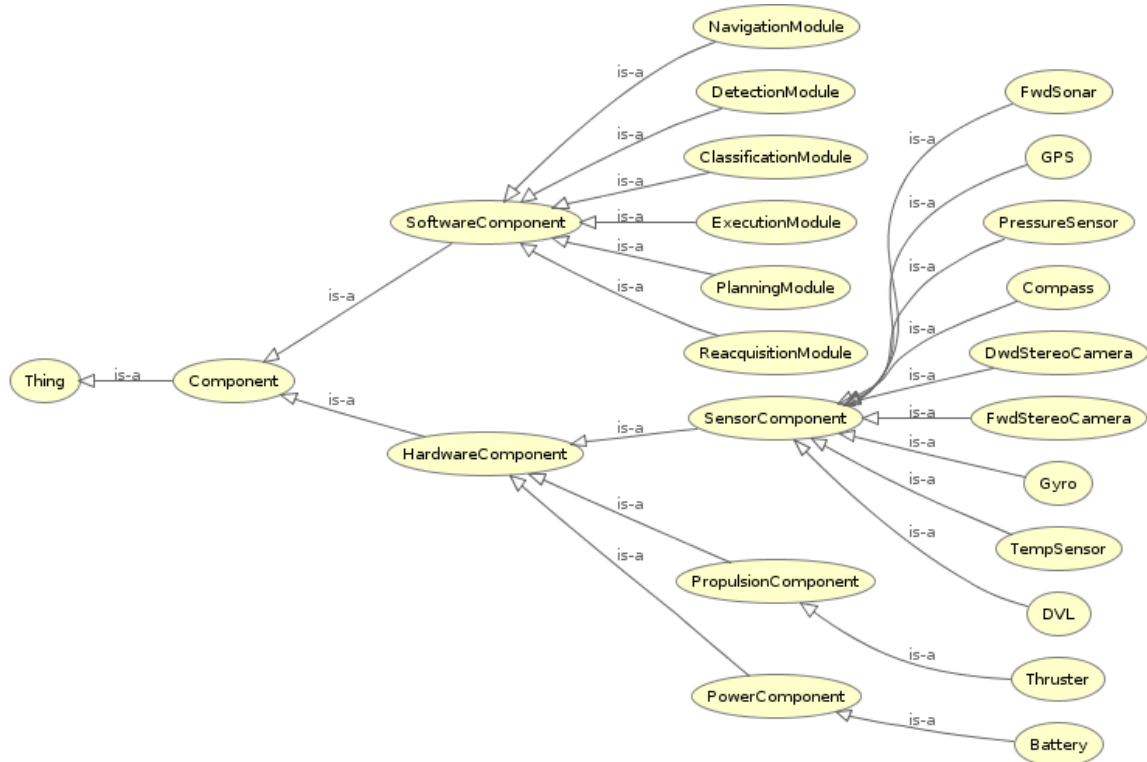 NavigationModule
is-a
DetectionModule
is-a
ClassificationModule
is-a
SoftwareComponent
is-a
ExecutionModule
is-a
PlanningModule
is-a
ReacquisitionModule
is-a
Thing
is-a
Component
is-a
HardwareComponent
is-a
SensorComponent
is-a
FwdSonar
is-a
GPS
is-a
PressureSensor
is-a
Compass
is-a
DwdStereoCamera
is-a
FwdStereoCamera
is-a
Gyro
is-a
TempSensor
is-a
DVL
is-a
PropulsionComponent
is-a
Thruster
is-a
PowerComponent
is-a
Battery
is-a